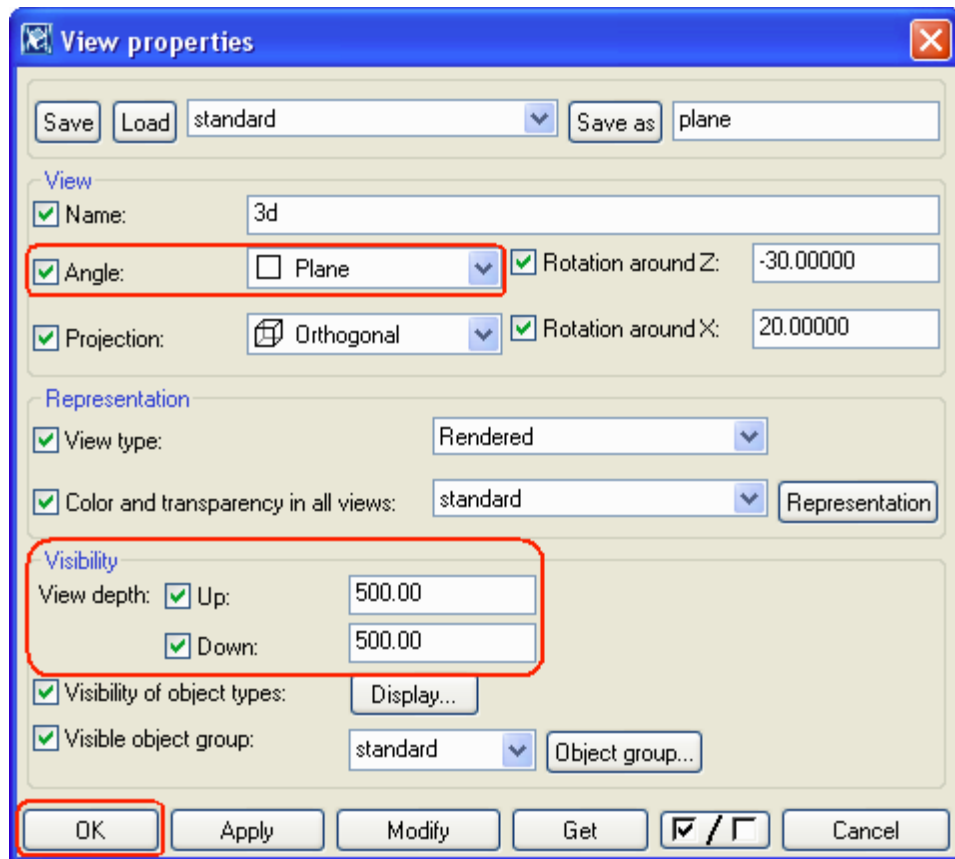 View properties
Save Load standard Save as plane
View
Name: 3d
Angle: Plane Rotation around Z: -30.00000
Projection: Orthogonal Rotation around X: 20.00000
Representation
View type: Rendered
Color and transparency in all views: standard Representation
Visibility
View depth: Up: 500.00
Down: 500.00
Visibility of object types: Display...
Visible object group: standard Object group...
OK Apply Modify Get / Cancel